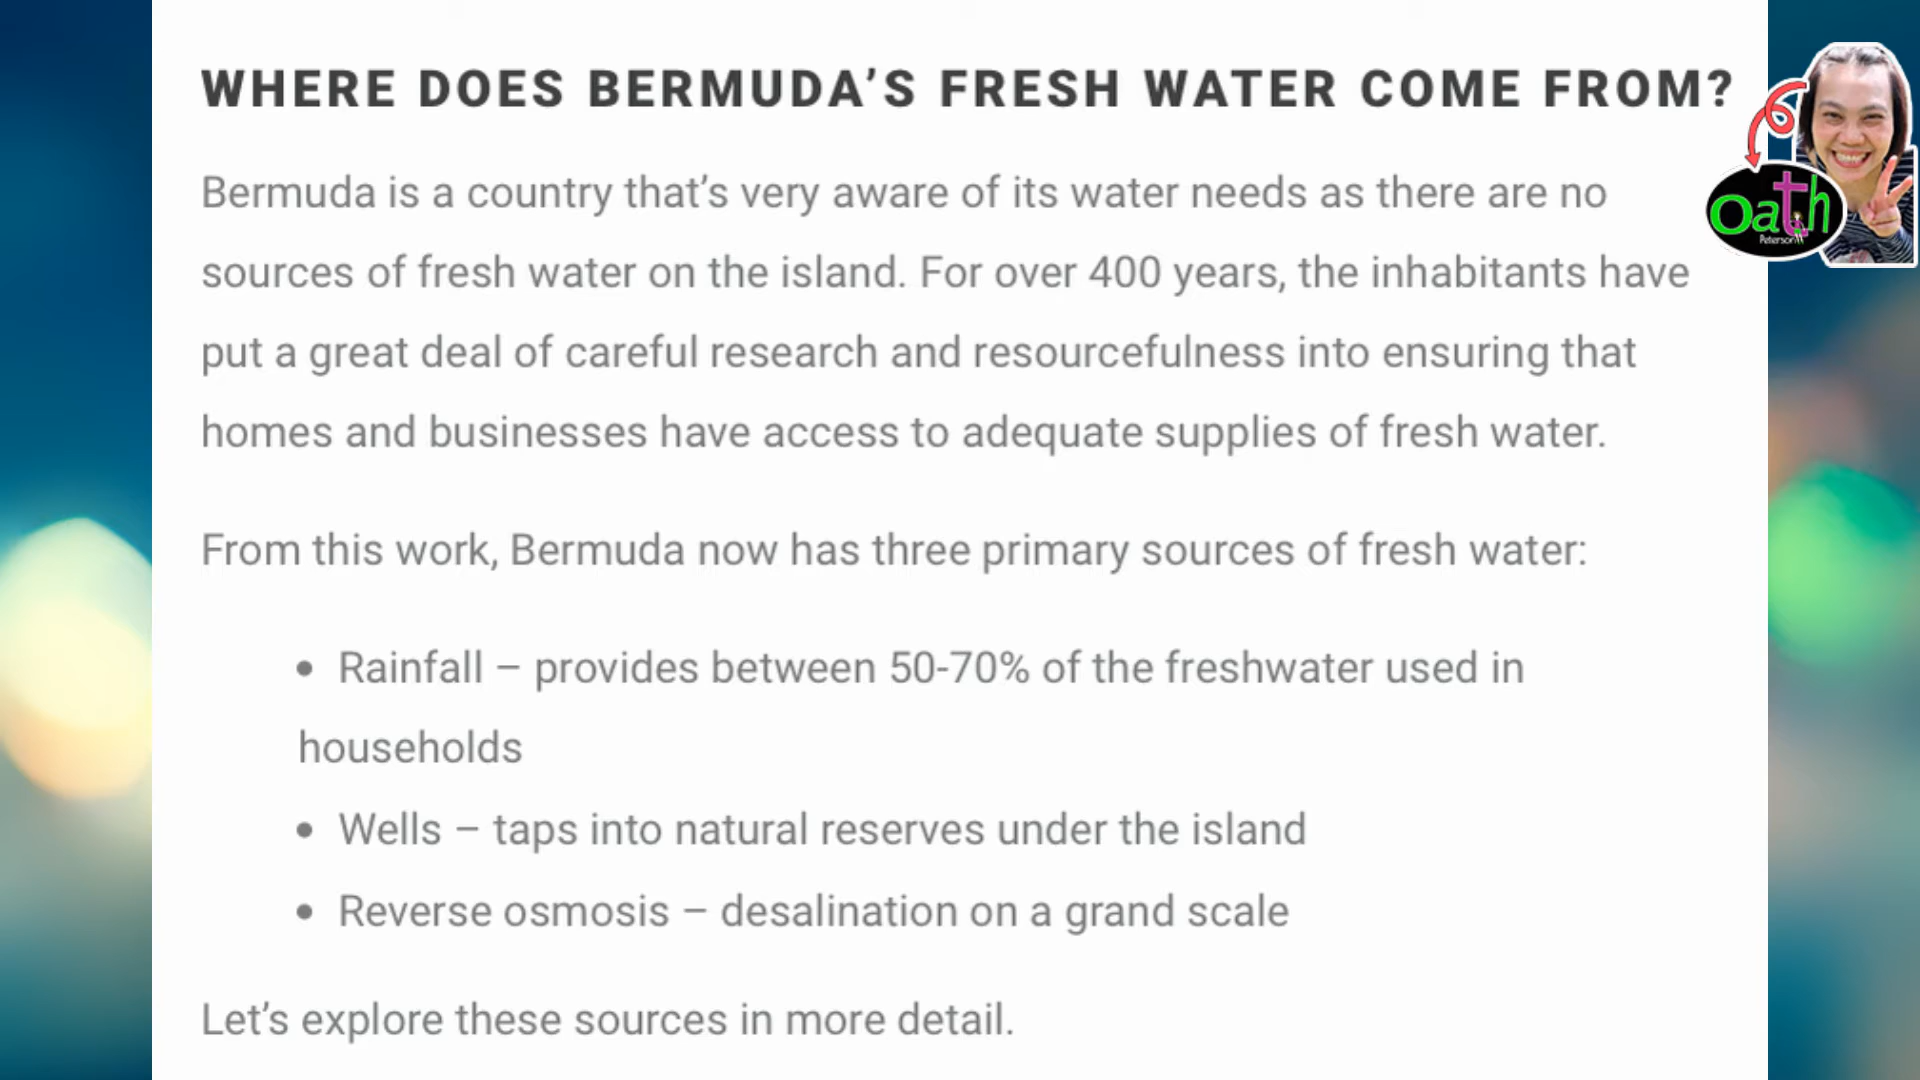 WHERE DOES BERMUDA’S FRESH WATER COME FROM?
Bermuda is a country that’s very aware of its water needs as there are no
sources of fresh water on the island. For over 400 years, the inhabitants have
put a great deal of careful research and resourcefulness into ensuring that
homes and businesses have access to adequate supplies of fresh water.
From this work, Bermuda now has three primary sources of fresh water:
• Rainfall – provides between 50-70% of the freshwater used in
households
• Wells – taps into natural reserves under the island
• Reverse osmosis – desalination on a grand scale
Let’s explore these sources in more detail.
Oath
Peterson